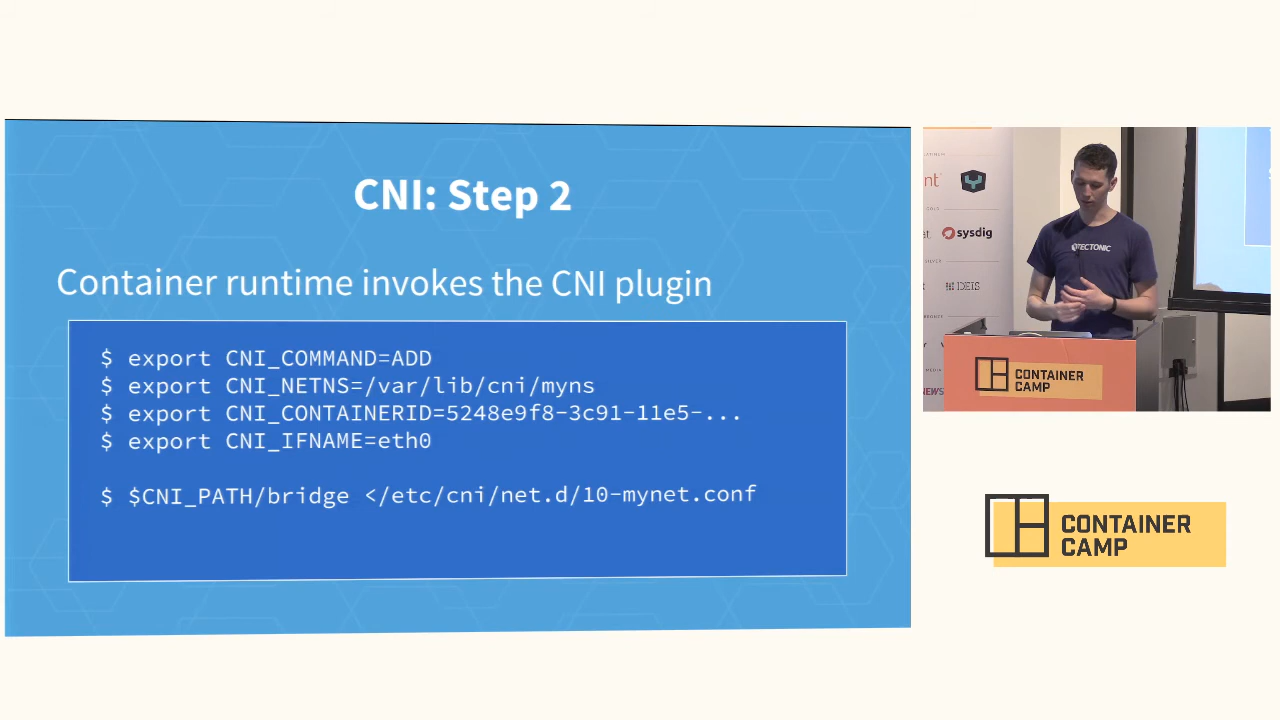 CNI: Step 2
Container runtime invokes the CNI plugin
$ export CNI_COMMAND=ADD
$ export CNI_NETNS=/var/lib/cni/myns
$ export CNI_CONTAINERID=5248e9f8-3c91-11e5-...
$ export CNI_IFNAME=eth0
$ $CNI_PATH/bridge </etc/cni/net.d/10-mynet.conf
sysdig
DEIS
TECTONIC
CONTAINER
CAMP
CONTAINER
CAMP